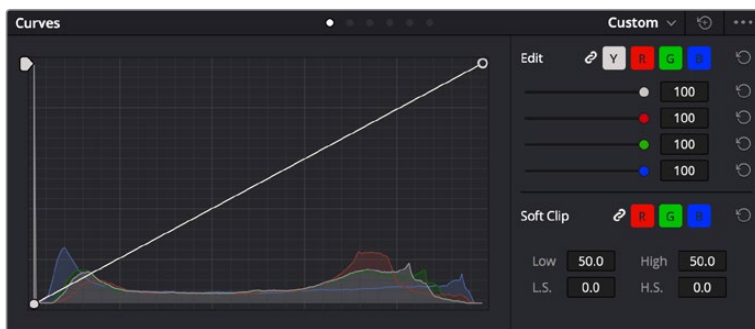 Curves
Custom
Edit Y R G B
100
100
100
100
Soft Clip R G B
Low 50.0 High 50.0
L.S. 0.0 H.S. 0.0